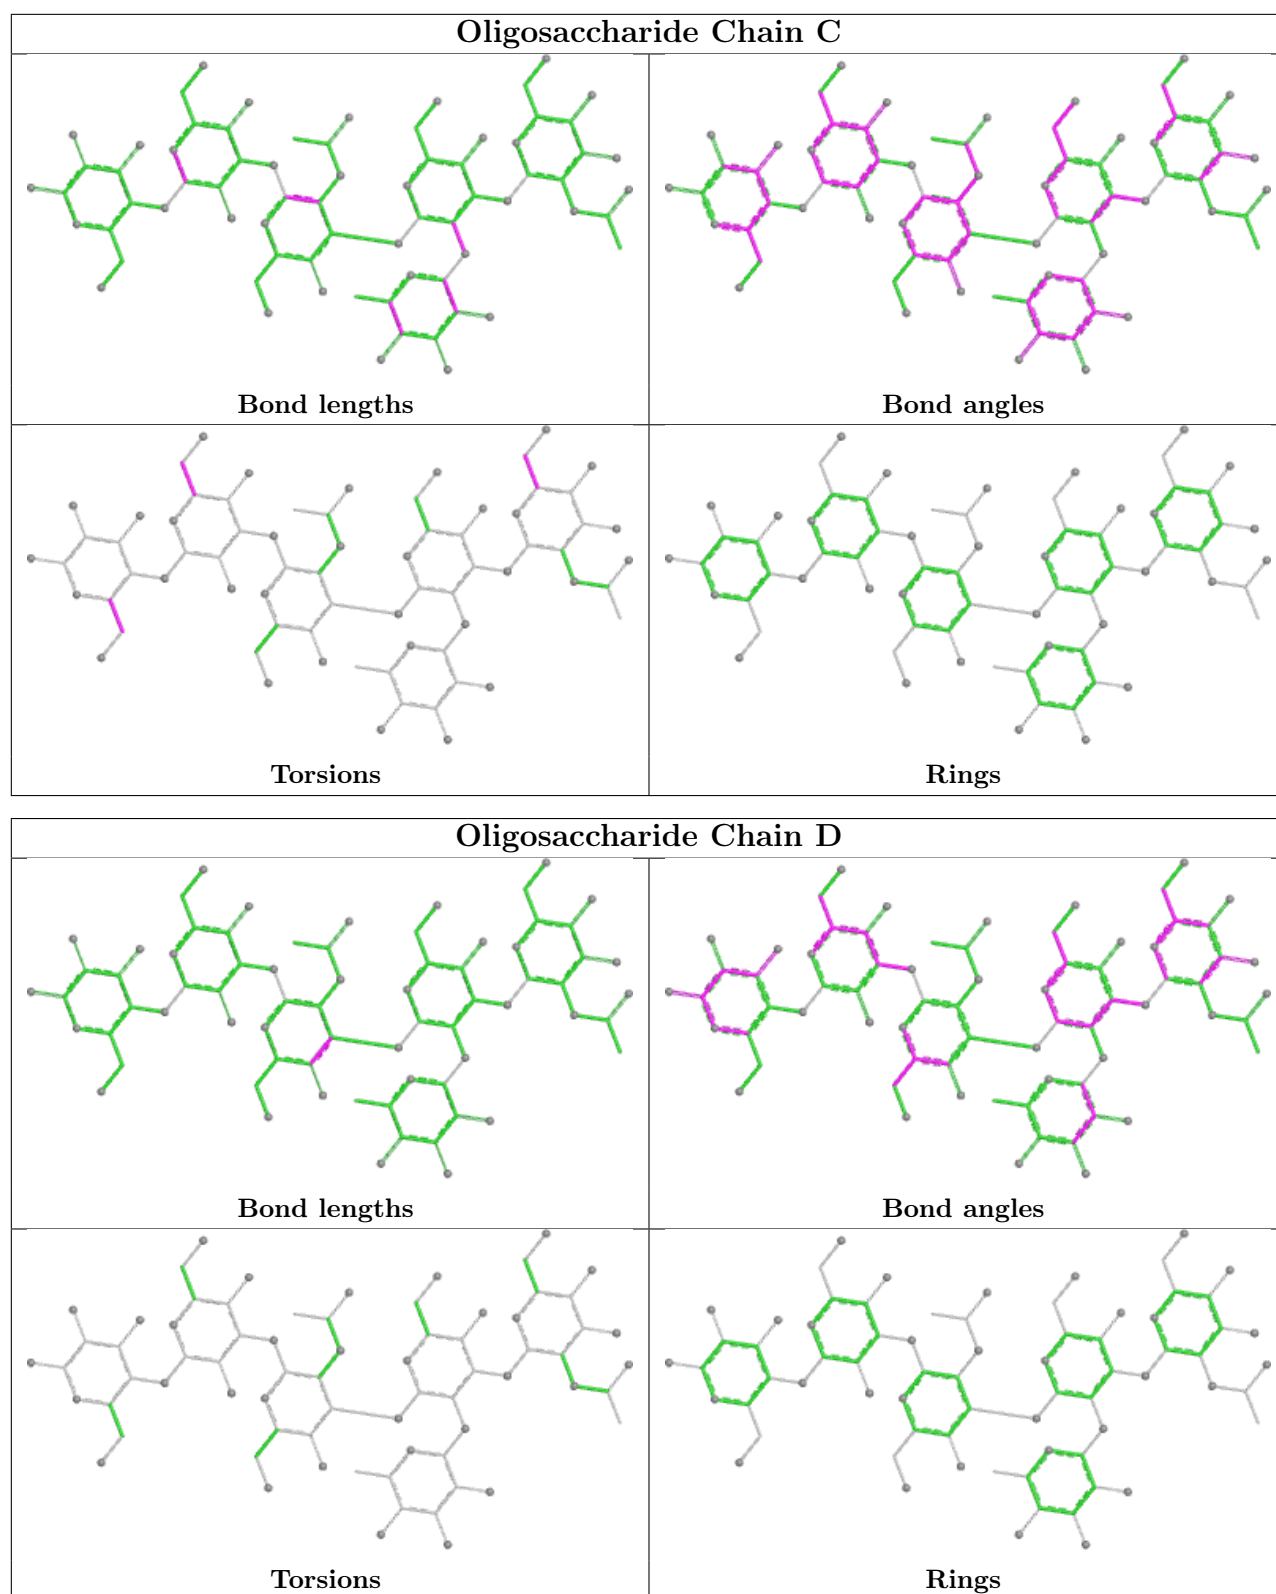 Oligosaccharide Chain C
Bond lengths
Bond angles
Torsions
Rings
Oligosaccharide Chain D
Bond lengths
Bond angles
Torsions
Rings